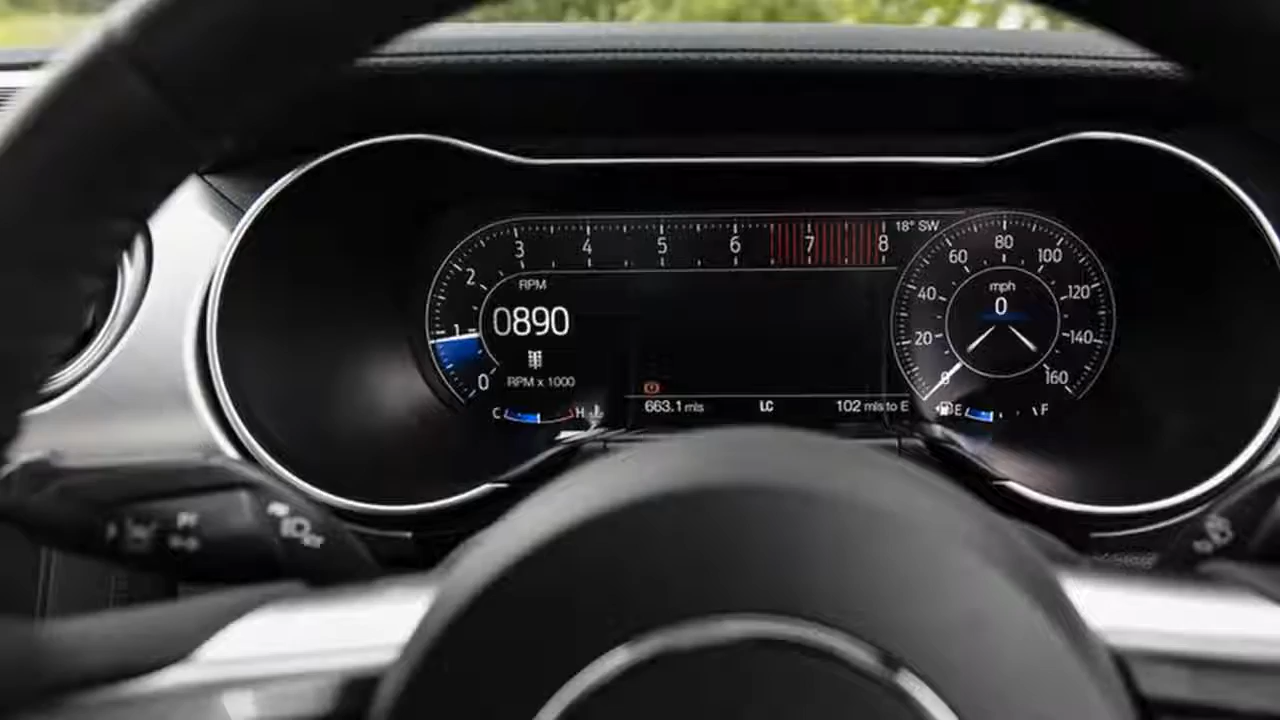 18° SW
3 4 5 6 7 8
2
1
0
RPM
0890
RPM x 1000
C H
663.1 mls LC 102 mls to E
0 20 40 60 80 100 120 140 160
mph
0
E F